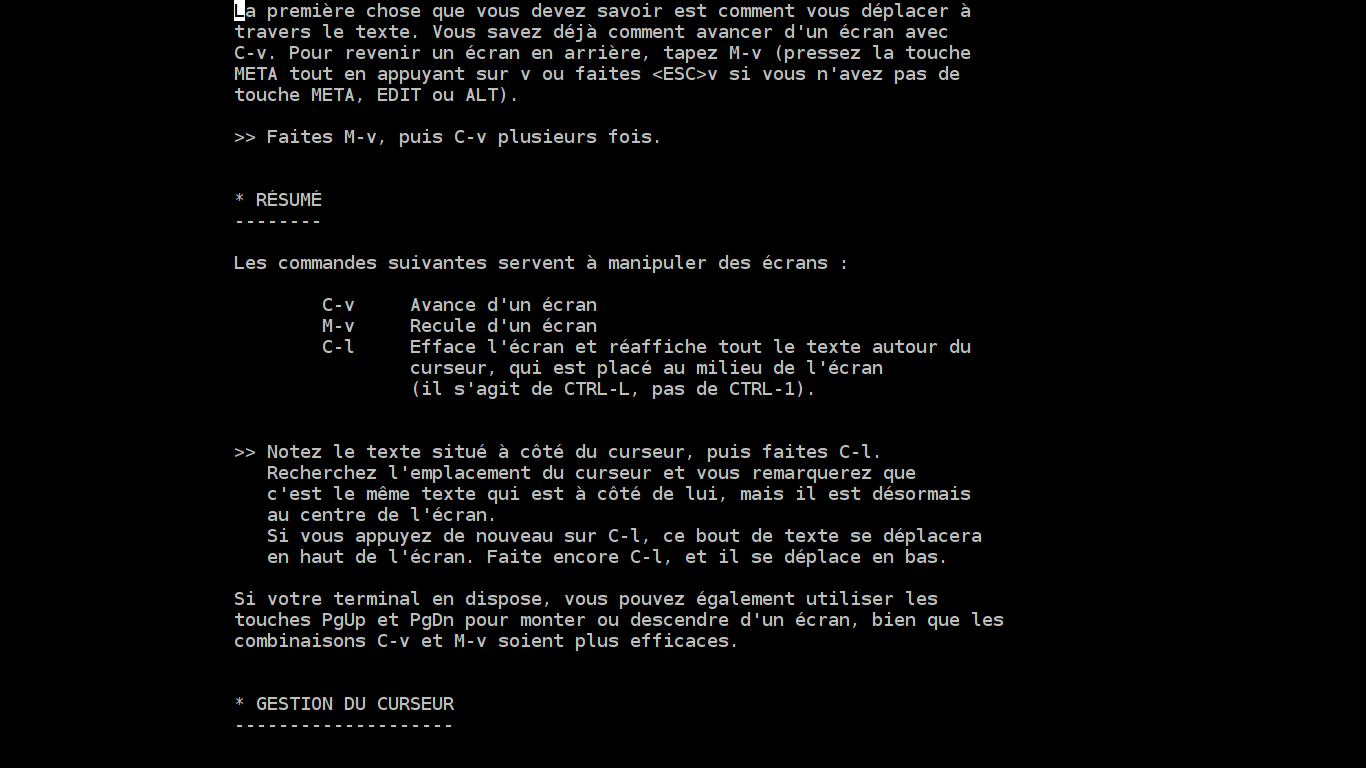 La première chose que vous devez savoir est comment vous déplacer à
travers le texte. Vous savez déjà comment avancer d'un écran avec
C-v. Pour revenir un écran en arrière, tapez M-v (pressez la touche
META tout en appuyant sur v ou faites <ESC>v si vous n'avez pas de
touche META, EDIT ou ALT).
>> Faites M-v, puis C-v plusieurs fois.
* RÉSUMÉ
--------
Les commandes suivantes servent à manipuler des écrans :
C-v     Avance d'un écran
M-v     Recule d'un écran
C-l     Efface l'écran et réaffiche tout le texte autour du
curseur, qui est placé au milieu de l'écran
(il s'agit de CTRL-L, pas de CTRL-1).
>> Notez le texte situé à côté du curseur, puis faites C-l.
Recherchez l'emplacement du curseur et vous remarquerez que
c'est le même texte qui est à côté de lui, mais il est désormais
au centre de l'écran.
Si vous appuyez de nouveau sur C-l, ce bout de texte se déplacera
en haut de l'écran. Faite encore C-l, et il se déplace en bas.
Si votre terminal en dispose, vous pouvez également utiliser les
touches PgUp et PgDn pour monter ou descendre d'un écran, bien que les
combinaisons C-v et M-v soient plus efficaces.
* GESTION DU CURSEUR
--------------------